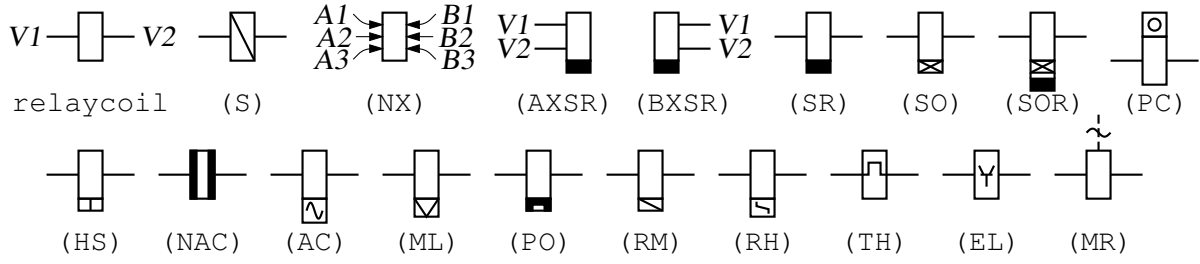 A1 B1 V1 V1
V1 V2 A2 B2 V2 V2
A3 B3
relaycoil (S) (NX) (AXSR) (BXSR) (SR) (SO) (SOR) (PC)
(HS) (NAC) (AC) (ML) (PO) (RM) (RH) (TH) (EL) (MR)